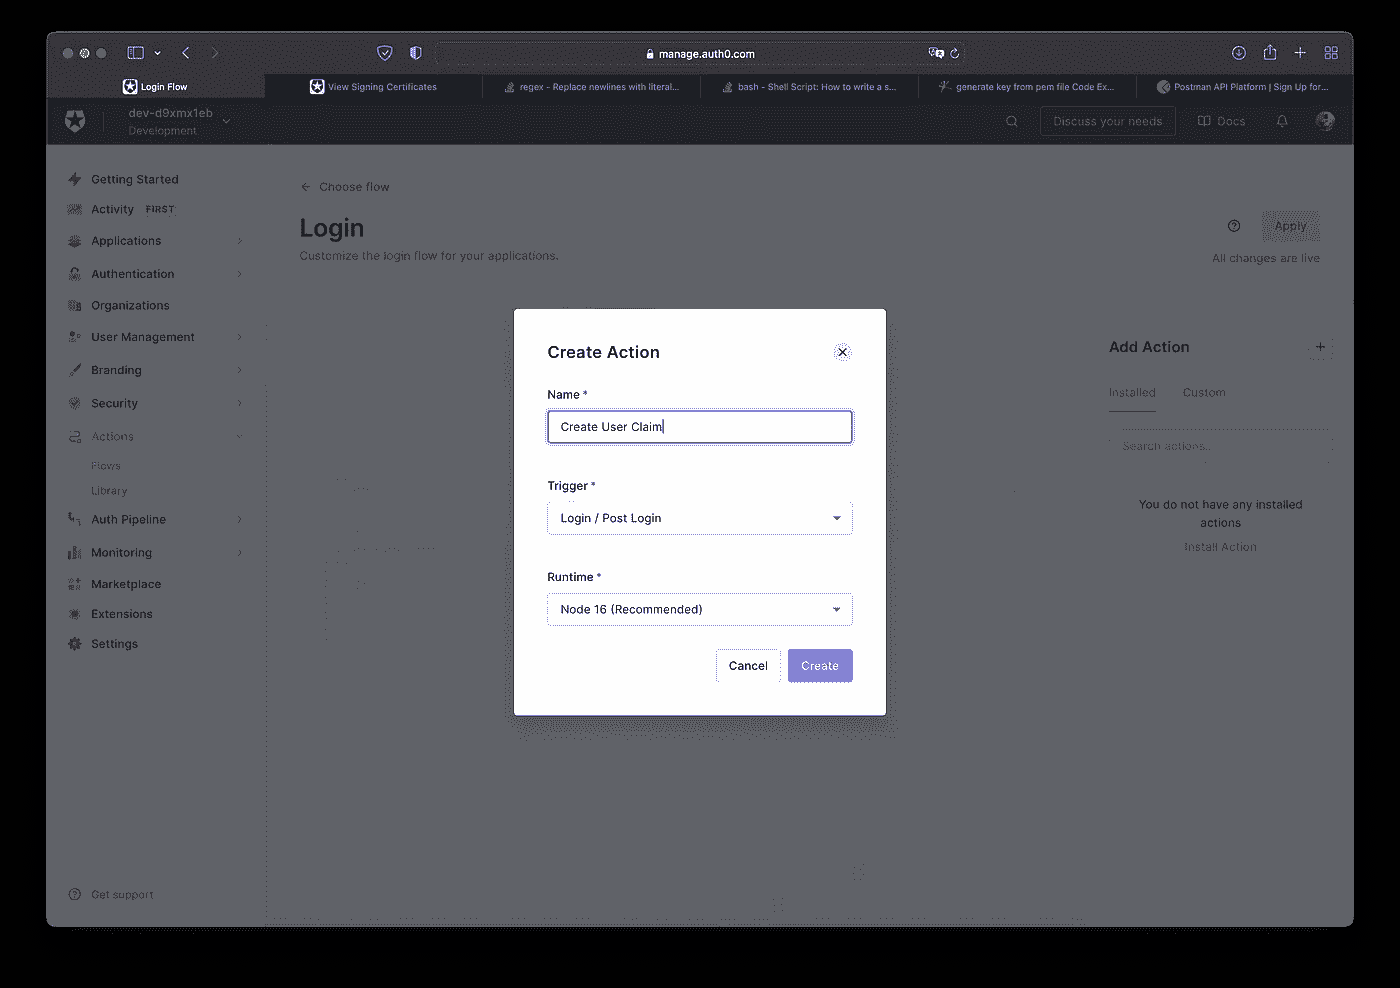 manage.auth0.com
Login Flow
View Signing Certificates
regex - Replace newlines with literal...
bash - Shell Script: How to write a s...
generate key from pem file Code Ex...
Postman API Platform | Sign Up for...
dev-d9xmx1eb
Development
Discuss your needs
Docs
Getting Started
Activity FIRST
Applications
Authentication
Organizations
User Management
Branding
Security
Actions
Flows
Library
Auth Pipeline
Monitoring
Marketplace
Extensions
Settings
Get support
Choose flow
Login
Customize the login flow for your applications.
Apply
All changes are live
Create Action
Name *
Create User Claim
Trigger *
Login / Post Login
Runtime *
Node 16 (Recommended)
Cancel
Create
Add Action
Installed
Custom
Search actions...
You do not have any installed
actions
Install Action